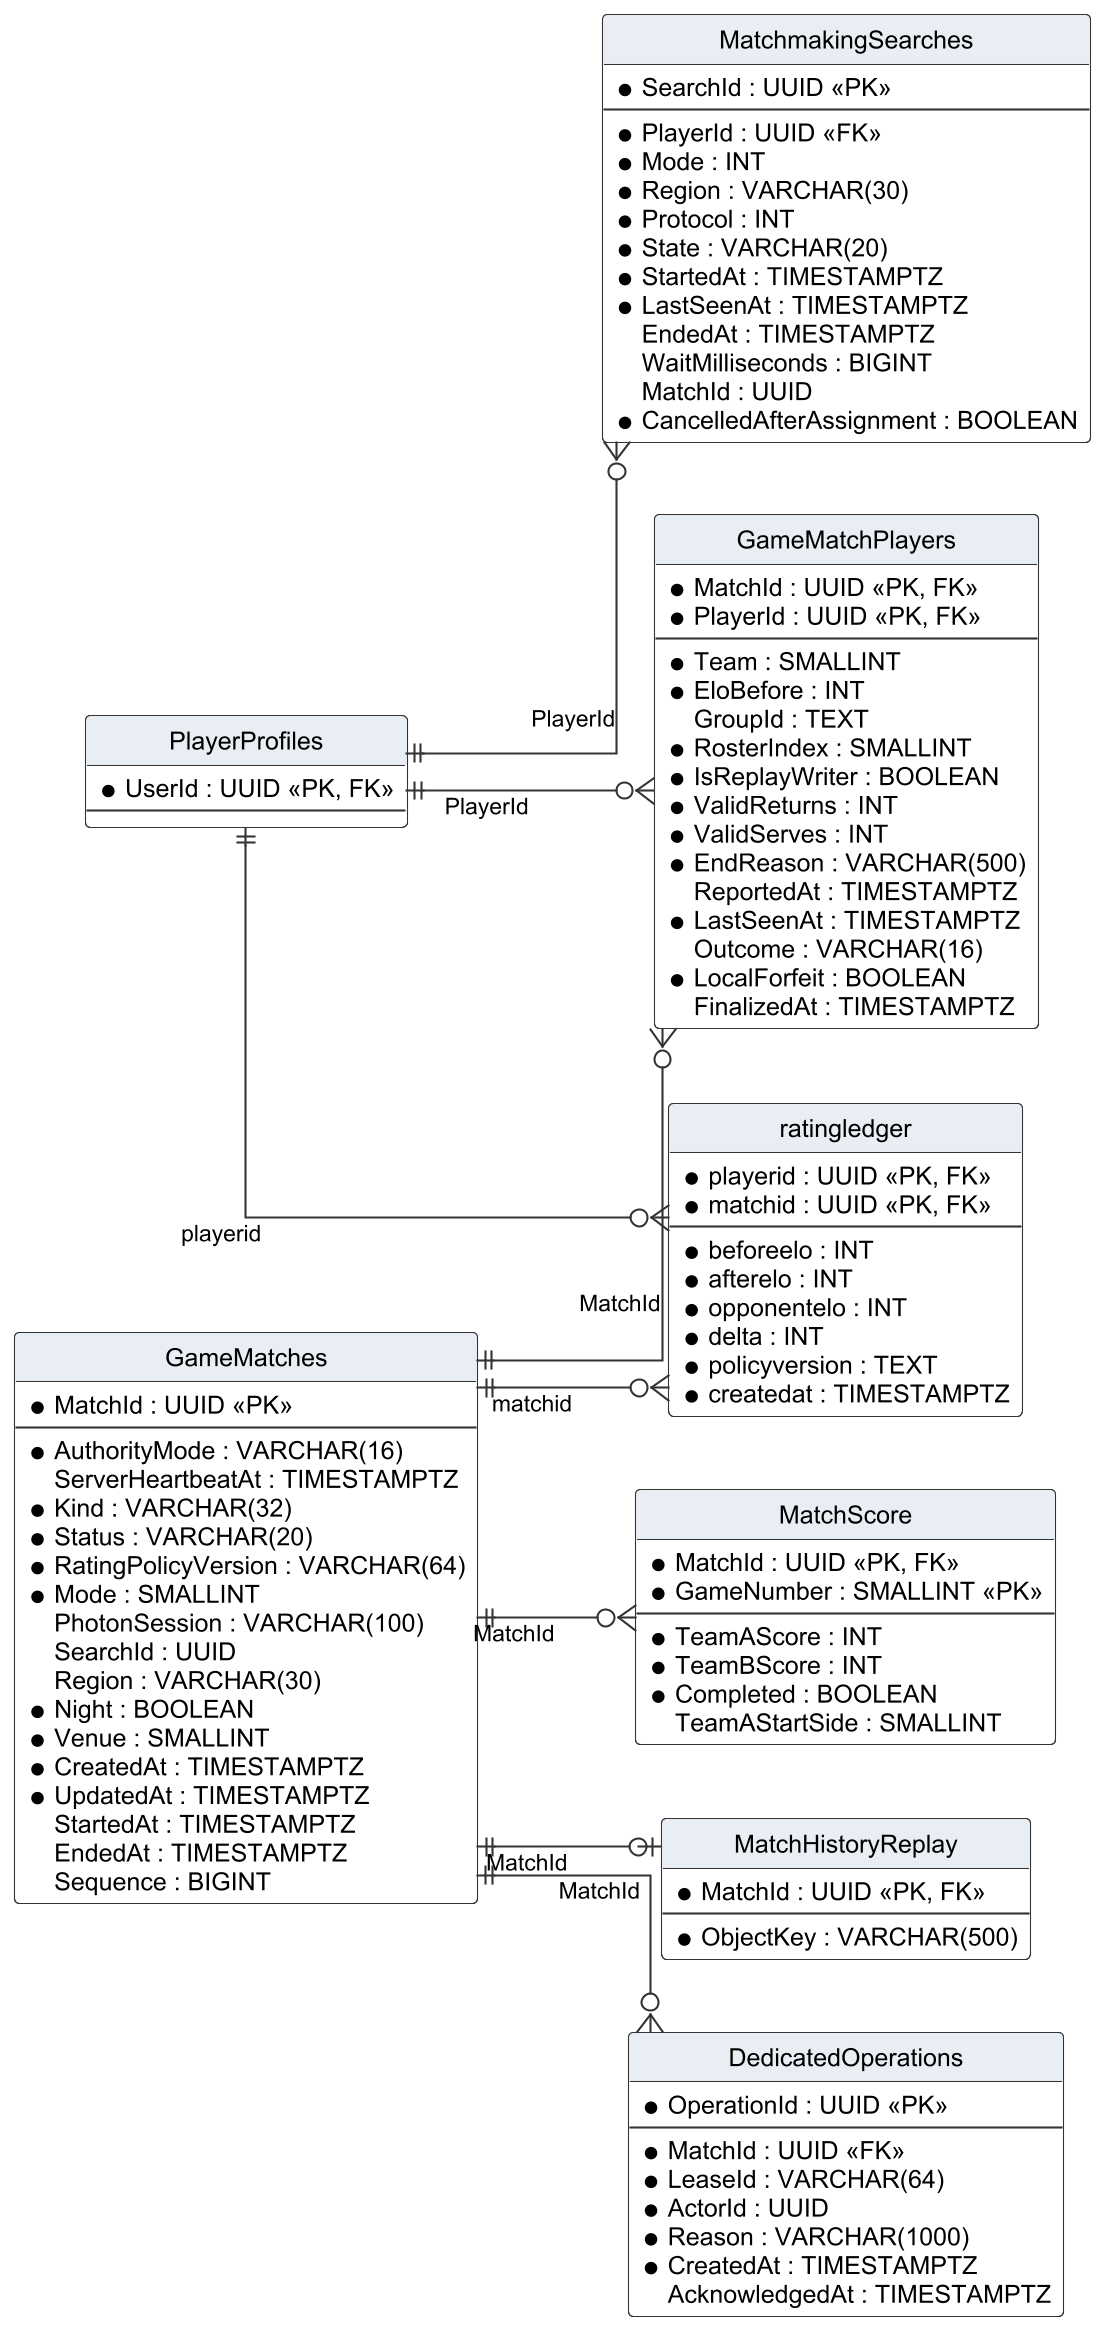 MatchmakingSearches
SearchId : UUID «PK»
PlayerId : UUID «FK»
Mode : INT
Region : VARCHAR(30)
Protocol : INT
State : VARCHAR(20)
StartedAt : TIMESTAMPTZ
LastSeenAt : TIMESTAMPTZ
EndedAt : TIMESTAMPTZ
WaitMilliseconds : BIGINT
MatchId : UUID
CancelledAfterAssignment : BOOLEAN
GameMatchPlayers
MatchId : UUID «PK, FK»
PlayerId : UUID «PK, FK»
Team : SMALLINT
EloBefore : INT
GroupId : TEXT
RosterIndex : SMALLINT
IsReplayWriter : BOOLEAN
ValidReturns : INT
ValidServes : INT
EndReason : VARCHAR(500)
ReportedAt : TIMESTAMPTZ
LastSeenAt : TIMESTAMPTZ
Outcome : VARCHAR(16)
LocalForfeit : BOOLEAN
FinalizedAt : TIMESTAMPTZ
PlayerId
PlayerProfiles
UserId : UUID «PK, FK»
PlayerId
ratingledger
playerid : UUID «PK, FK»
matchid : UUID «PK, FK»
beforeelo : INT
afterelo : INT
opponentelo : INT
delta : INT
policyversion : TEXT
createdat : TIMESTAMPTZ
playerid
MatchId
matchid
GameMatches
MatchId : UUID «PK»
AuthorityMode : VARCHAR(16)
ServerHeartbeatAt : TIMESTAMPTZ
Kind : VARCHAR(32)
Status : VARCHAR(20)
RatingPolicyVersion : VARCHAR(64)
Mode : SMALLINT
PhotonSession : VARCHAR(100)
SearchId : UUID
Region : VARCHAR(30)
Night : BOOLEAN
Venue : SMALLINT
CreatedAt : TIMESTAMPTZ
UpdatedAt : TIMESTAMPTZ
StartedAt : TIMESTAMPTZ
EndedAt : TIMESTAMPTZ
Sequence : BIGINT
MatchScore
MatchId : UUID «PK, FK»
GameNumber : SMALLINT «PK»
TeamAScore : INT
TeamBScore : INT
Completed : BOOLEAN
TeamAStartSide : SMALLINT
MatchId
MatchHistoryReplay
MatchId : UUID «PK, FK»
ObjectKey : VARCHAR(500)
MatchId
MatchId
DedicatedOperations
OperationId : UUID «PK»
MatchId : UUID «FK»
LeaseId : VARCHAR(64)
ActorId : UUID
Reason : VARCHAR(1000)
CreatedAt : TIMESTAMPTZ
AcknowledgedAt : TIMESTAMPTZ